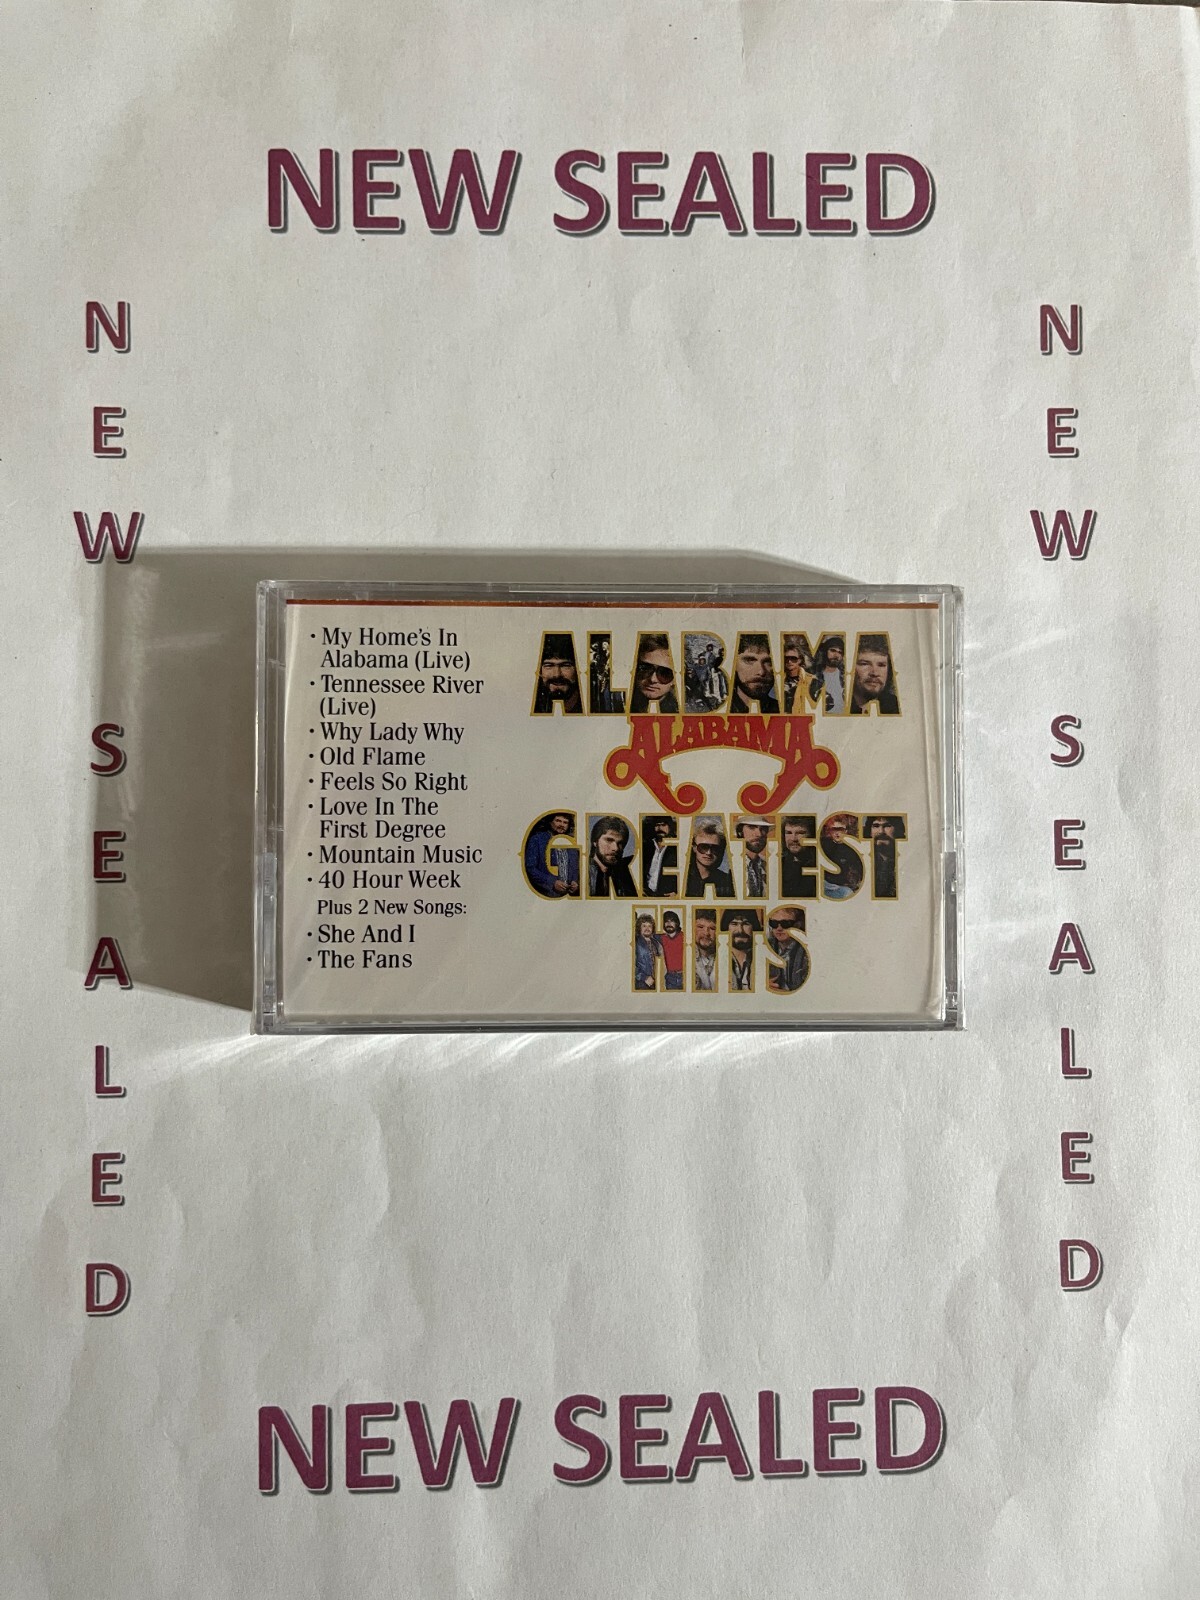 NEW SEALED
N
E
W
S
E
A
L
E
D
N
E
W
S
E
A
L
E
D
· My Home's In
Alabama (Live)
· Tennessee River
(Live)
· Why Lady Why
· Old Flame
· Feels So Right
· Love In The
First Degree
· Mountain Music
· 40 Hour Week
Plus 2 New Songs:
· She And I
· The Fans
ALABAMA
ALABAMA
GREATEST
HITS
NEW SEALED